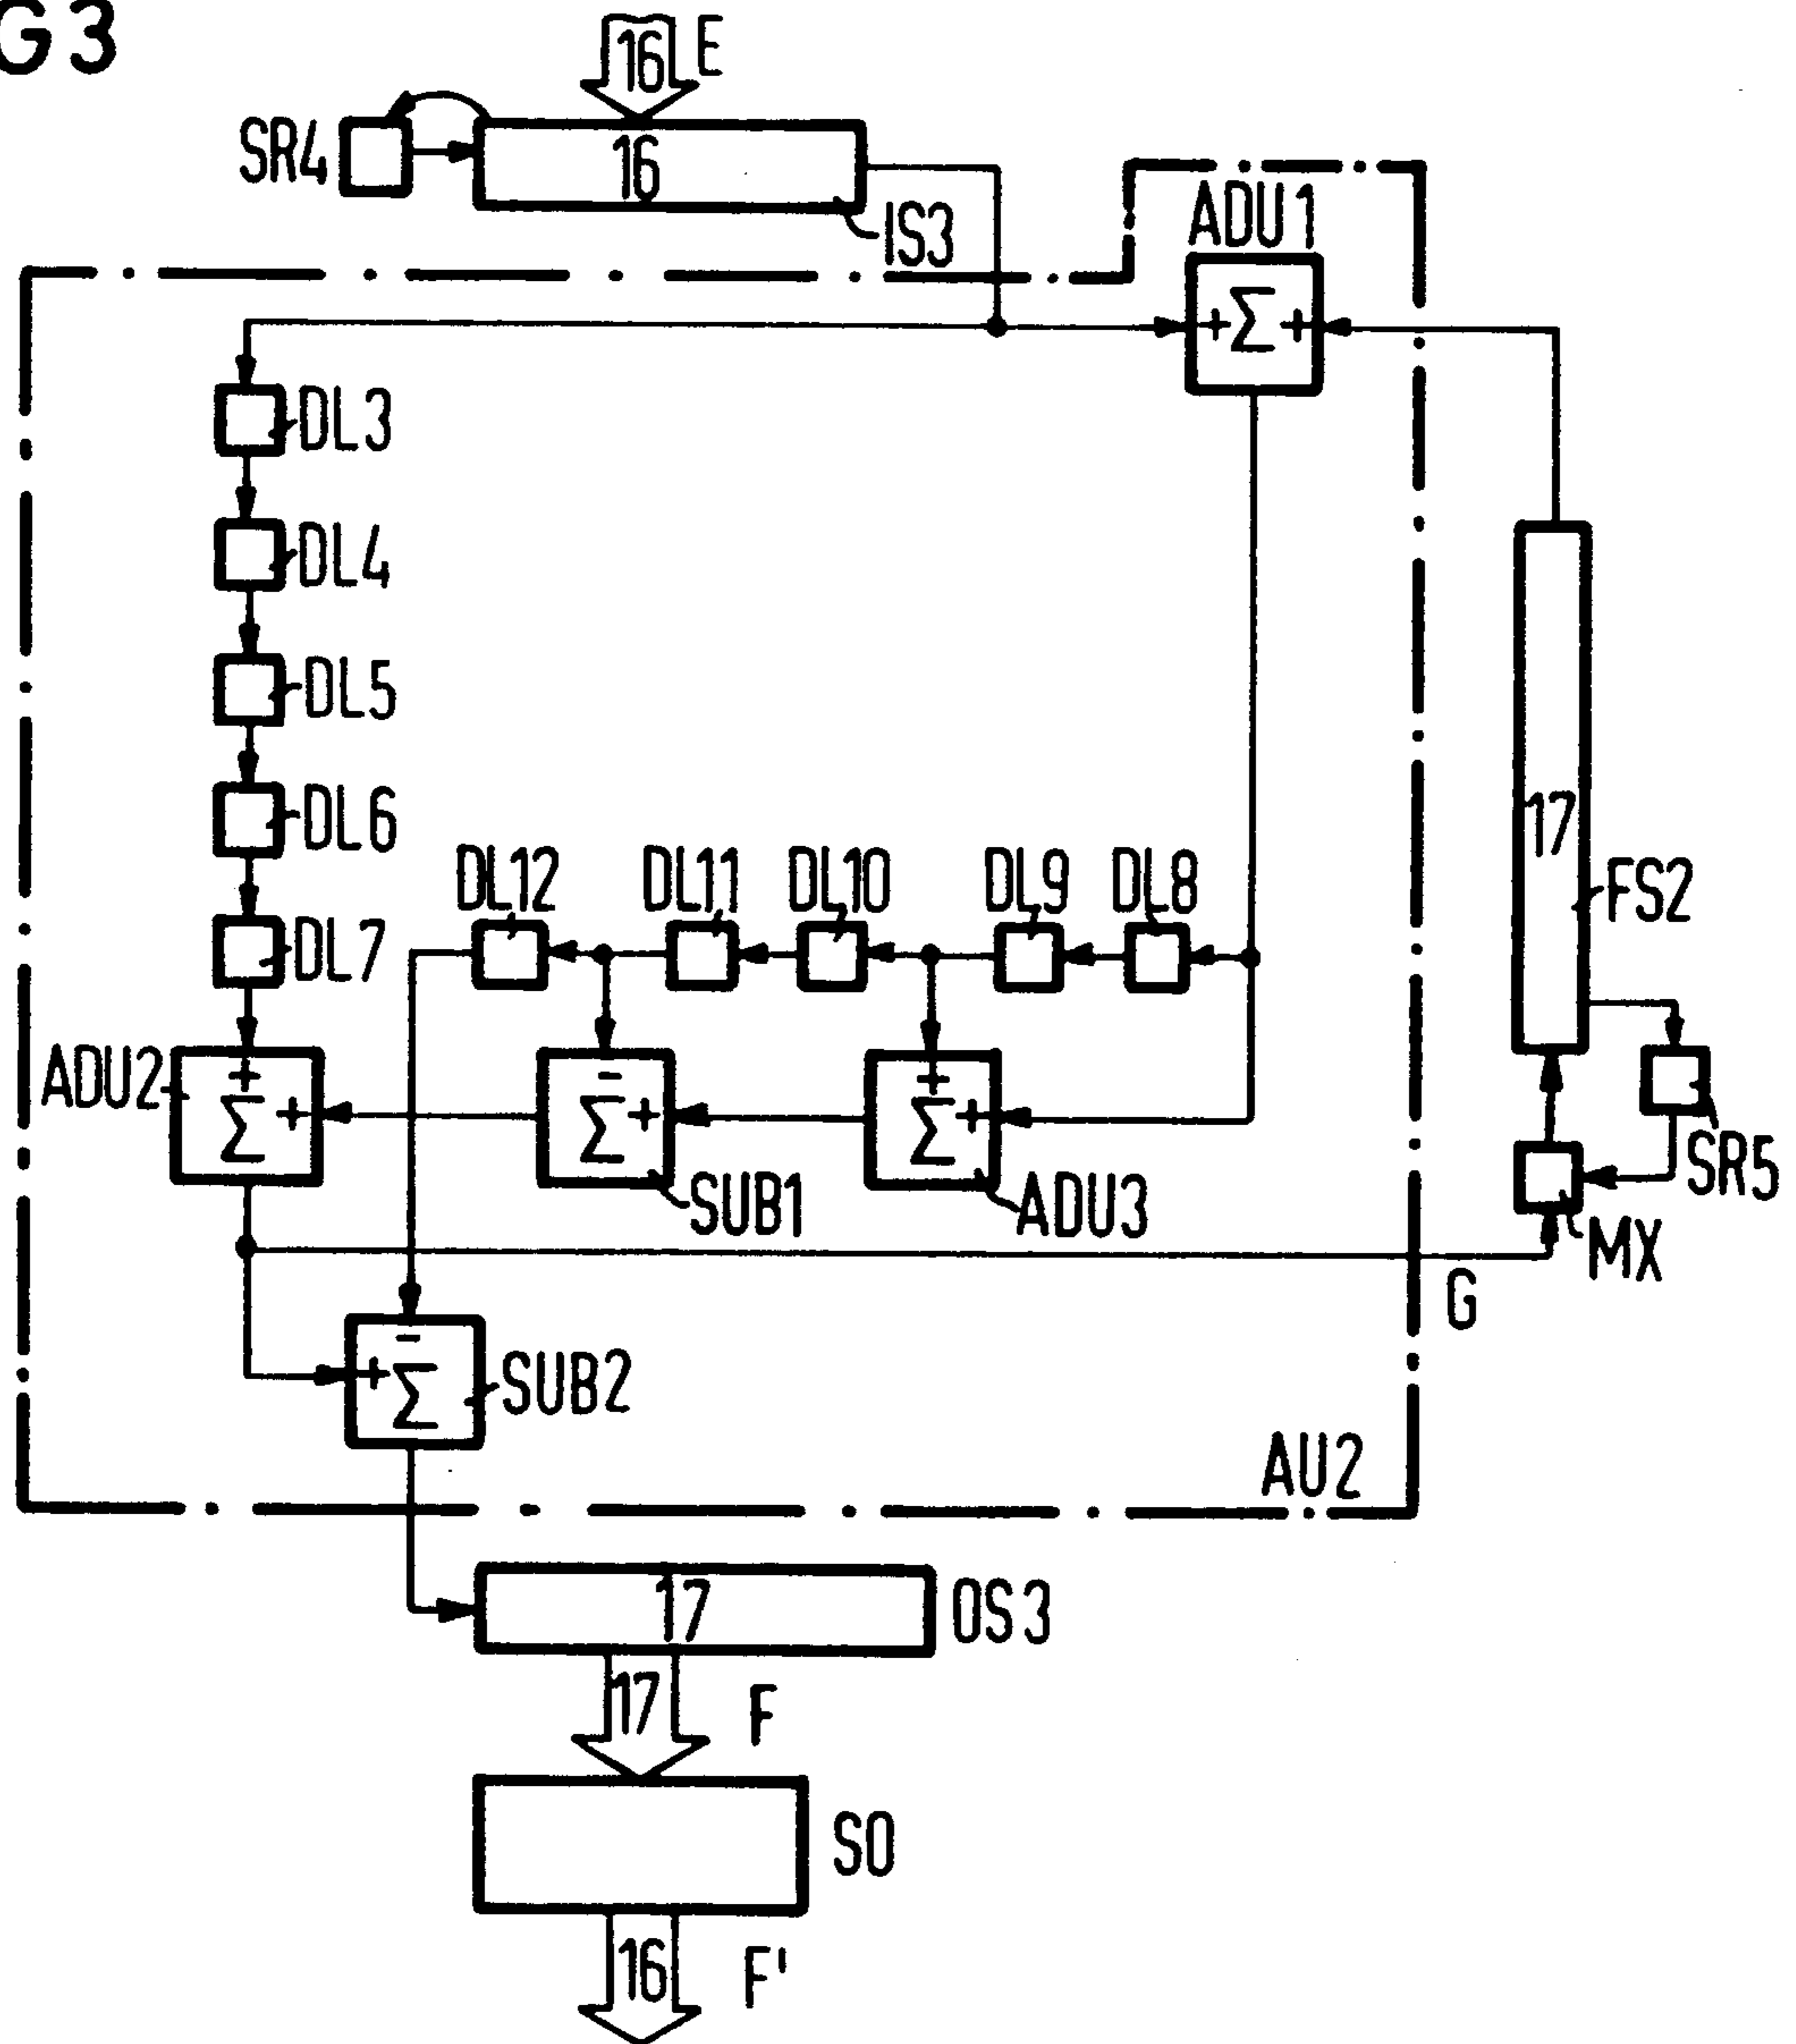 G3
16 E
SR4
16
IS3
ADU1
+Σ+
DL3
DL4
DL5
DL6
17
DL12 DL11 DL10 DL9 DL8
FS2
DL7
ADU2
+
Σ+
-
Σ+
+
Σ+
SR5
SUB1
ADU3
MX
G
-
+Σ
SUB2
AU2
17
OS3
17 F
SO
16 F'